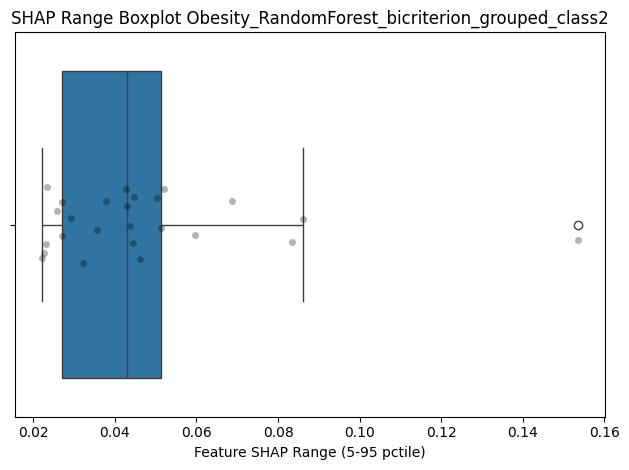 SHAP Range Boxplot Obesity_RandomForest_bicriterion_grouped_class2
0.02 0.04 0.06 0.08 0.10 0.12 0.14 0.16
Feature SHAP Range (5-95 pctile)